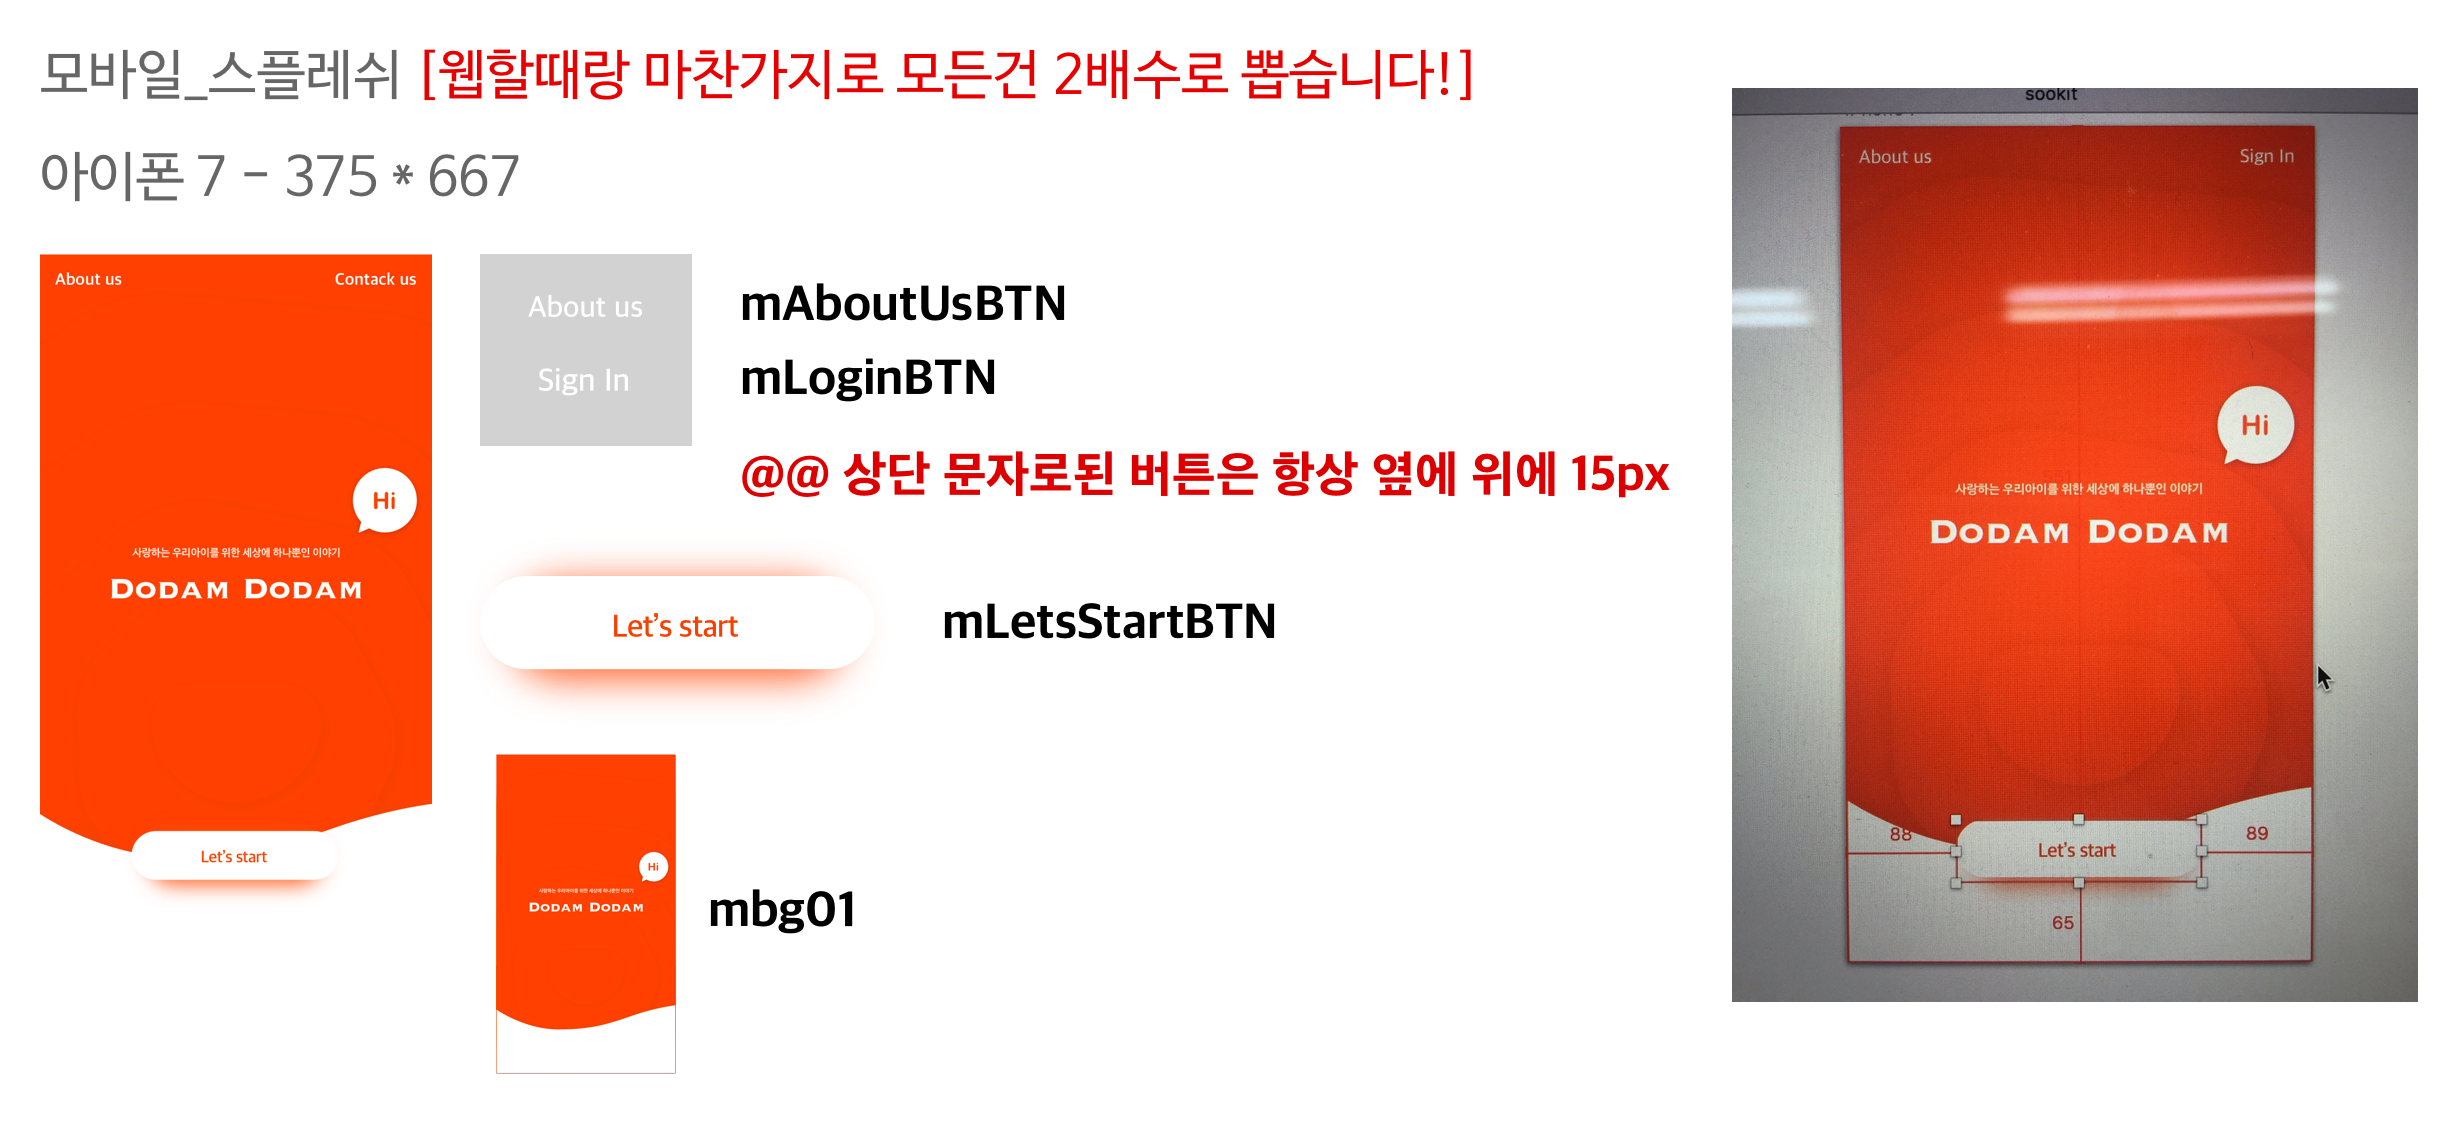 모바일_스플레쉬 [웹할때랑 마찬가지로 모든건 2배수로 뽑습니다!]
아이폰 7 - 375 * 667
About us
Contack us
Hi
사랑하는 우리아이를 위한 세상에 하나뿐인 이야기
DODAM DODAM
Let's start
About us
Sign In
mAboutUsBTN
mLoginBTN
@@ 상단 문자로된 버튼은 항상 옆에 위에 15px
Let's start
mLetsStartBTN
Hi
사랑하는 우리아이를 위한 세상에 하나뿐인 이야기
DODAM DODAM
mbg01
sookit
About us
Sign In
Hi
사랑하는 우리아이를 위한 세상에 하나뿐인 이야기
DODAM DODAM
88
89
Let's start
65